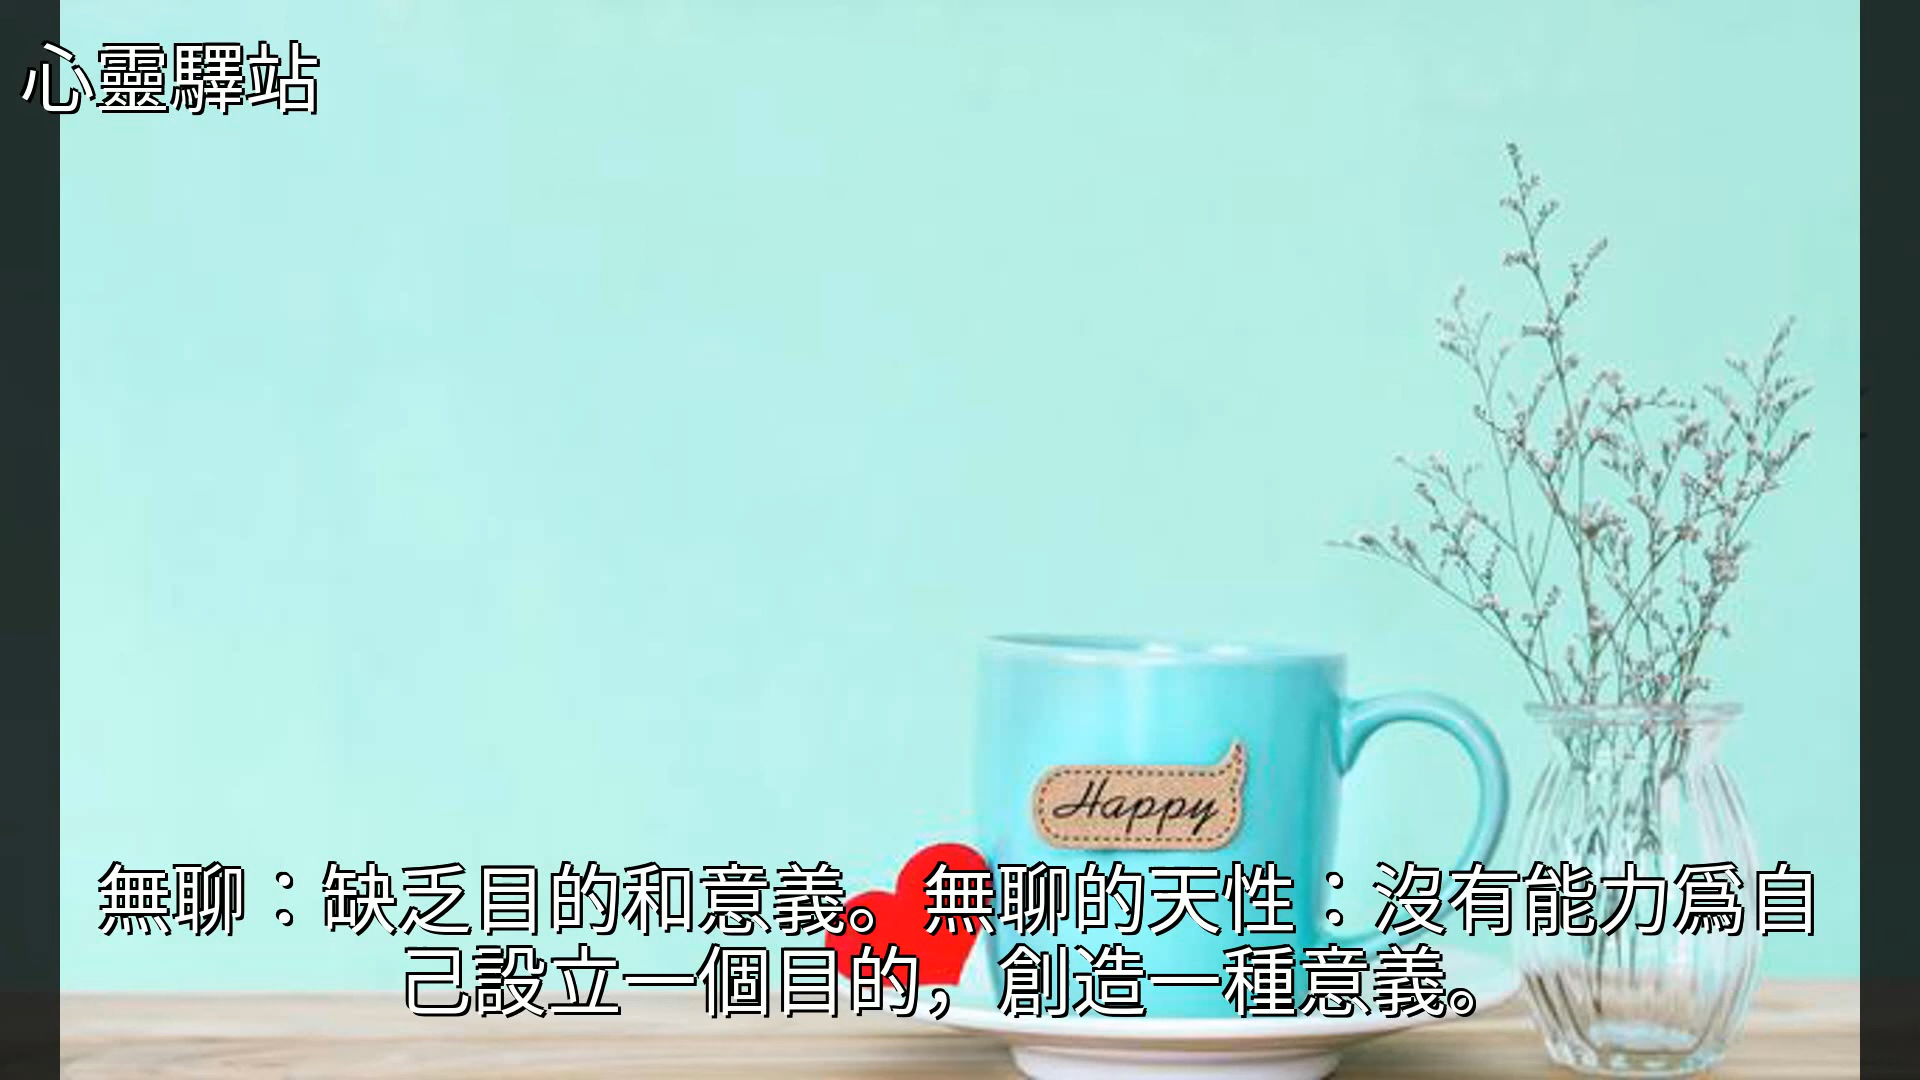 心靈驛站
Happy
無聊：缺乏目的和意義。無聊的天性：沒有能力爲自
己設立一個目的，創造一種意義。